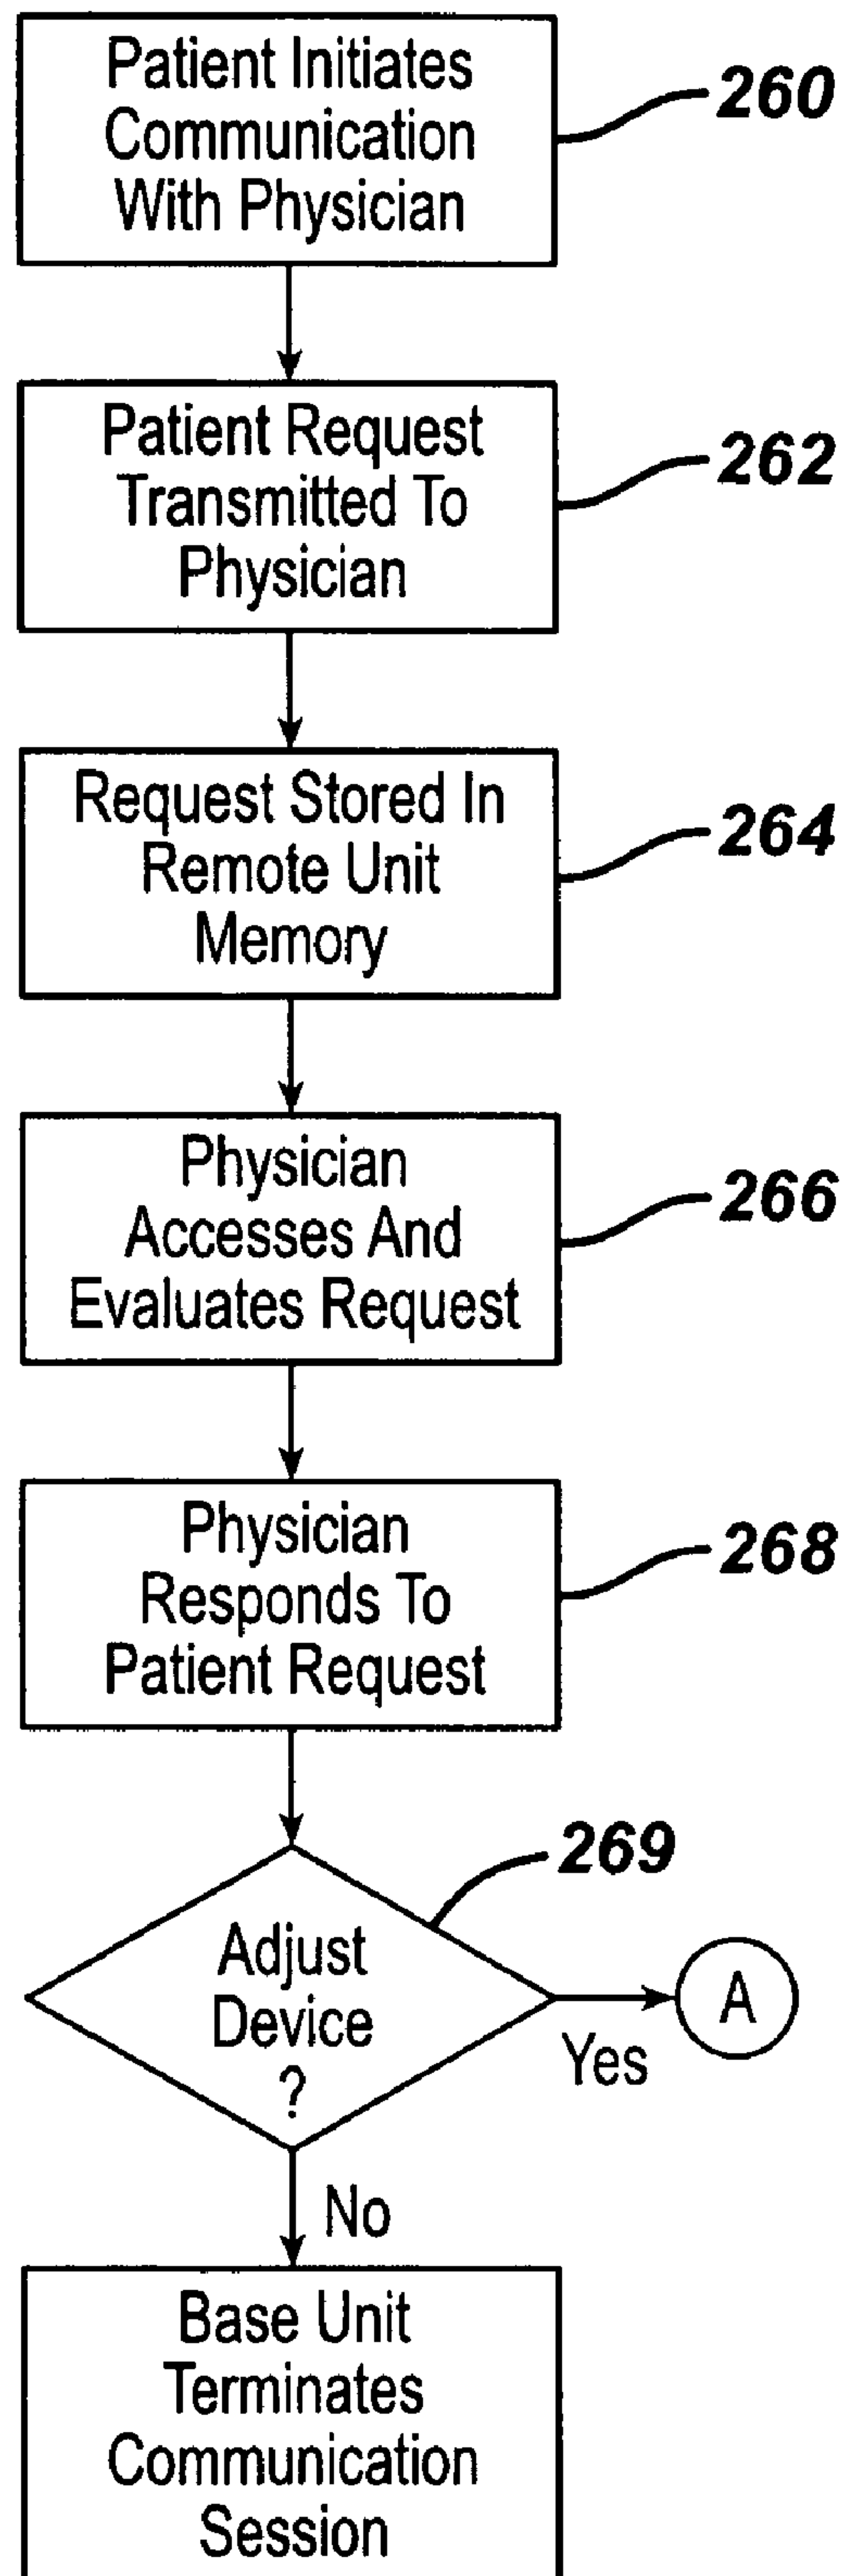 Patient Initiates
Communication
With Physician
260
Patient Request
Transmitted To
Physician
262
Request Stored In
Remote Unit
Memory
264
Physician
Accesses And
Evaluates Request
266
Physician
Responds To
Patient Request
268
269
Adjust
Device
?
Yes
A
No
Base Unit
Terminates
Communication
Session